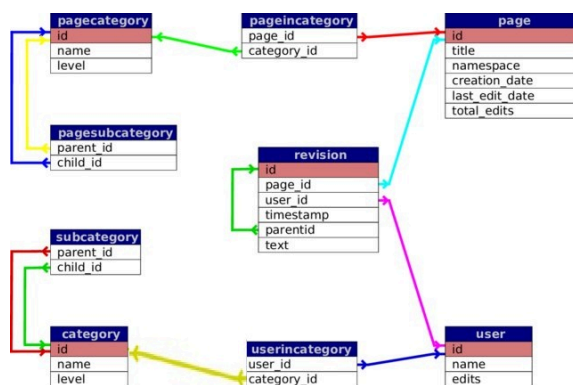 pagecategory
id
name
level
pageincategory
page_id
category_id
page
id
title
namespace
creation_date
last_edit_date
total_edits
pagesubcategory
parent_id
child_id
revision
id
page_id
user_id
timestamp
parentid
text
subcategory
parent_id
child_id
category
id
name
level
userincategory
user_id
category_id
user
id
name
edits